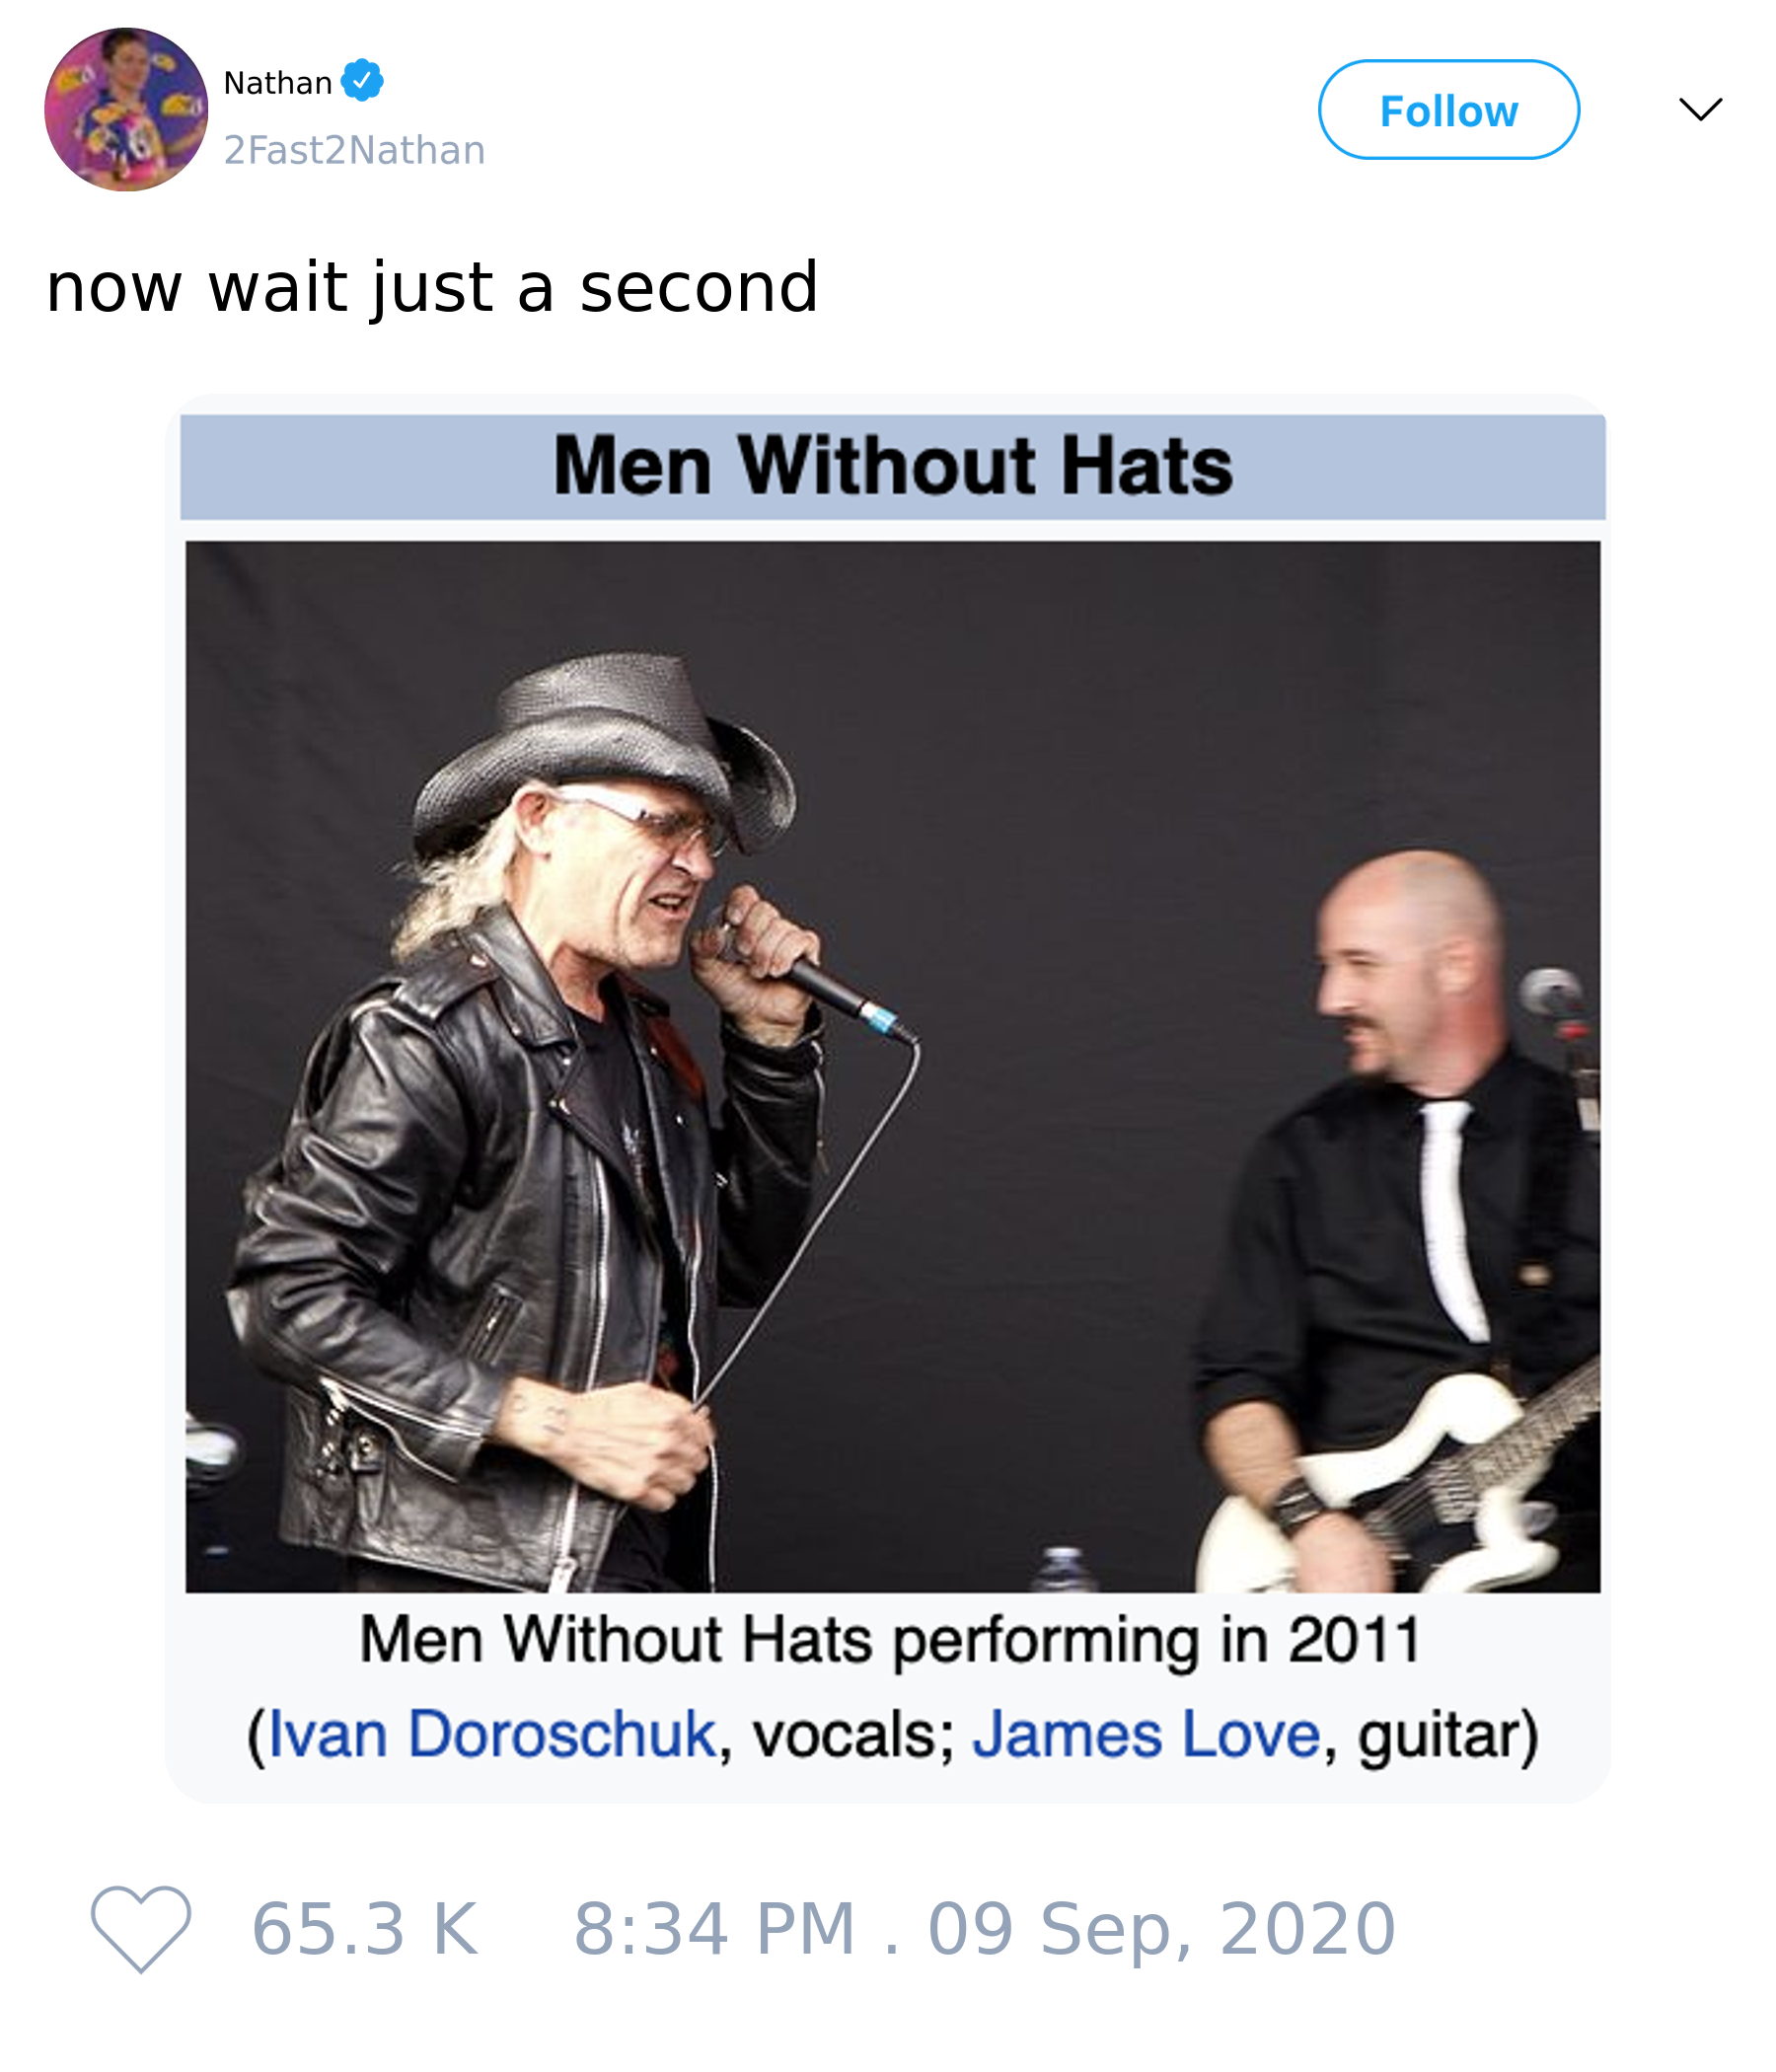 Nathan
2Fast2Nathan
Follow
now wait just a second
Men Without Hats
Men Without Hats performing in 2011
(Ivan Doroschuk, vocals; James Love, guitar)
65.3 K 8:34 PM . 09 Sep, 2020